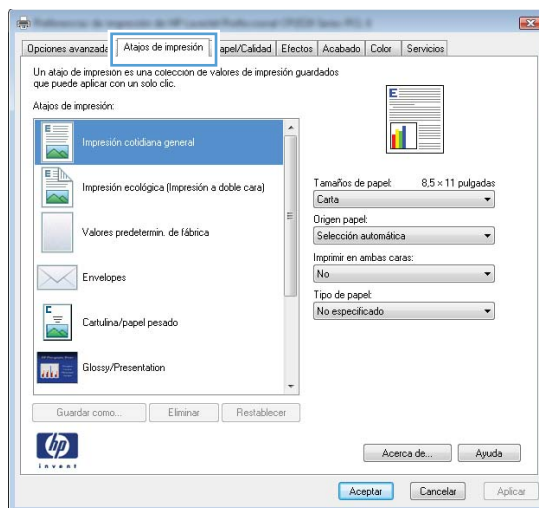 Opciones avanzada
Atajos de impresión
apel/Calidad
Efectos
Acabado
Color
Servicios
Un atajo de impresión es una colección de valores de impresión guardados
que puede aplicar con un solo clic.
Atajos de impresión:
Impresión cotidiana general
Impresión ecológica (Impresión a doble cara)
Valores predetermin. de fábrica
Envelopes
Cartulina/papel pesado
Glossy/Presentation
Guardar como...
Eliminar
Restablecer
E
Tamaños de papel: 8,5 × 11 pulgadas
Carta
Origen papel:
Selección automática
Imprimir en ambas caras:
No
Tipo de papel:
No especificado
hp
invent
Acerca de...
Ayuda
Aceptar
Cancelar
Aplicar